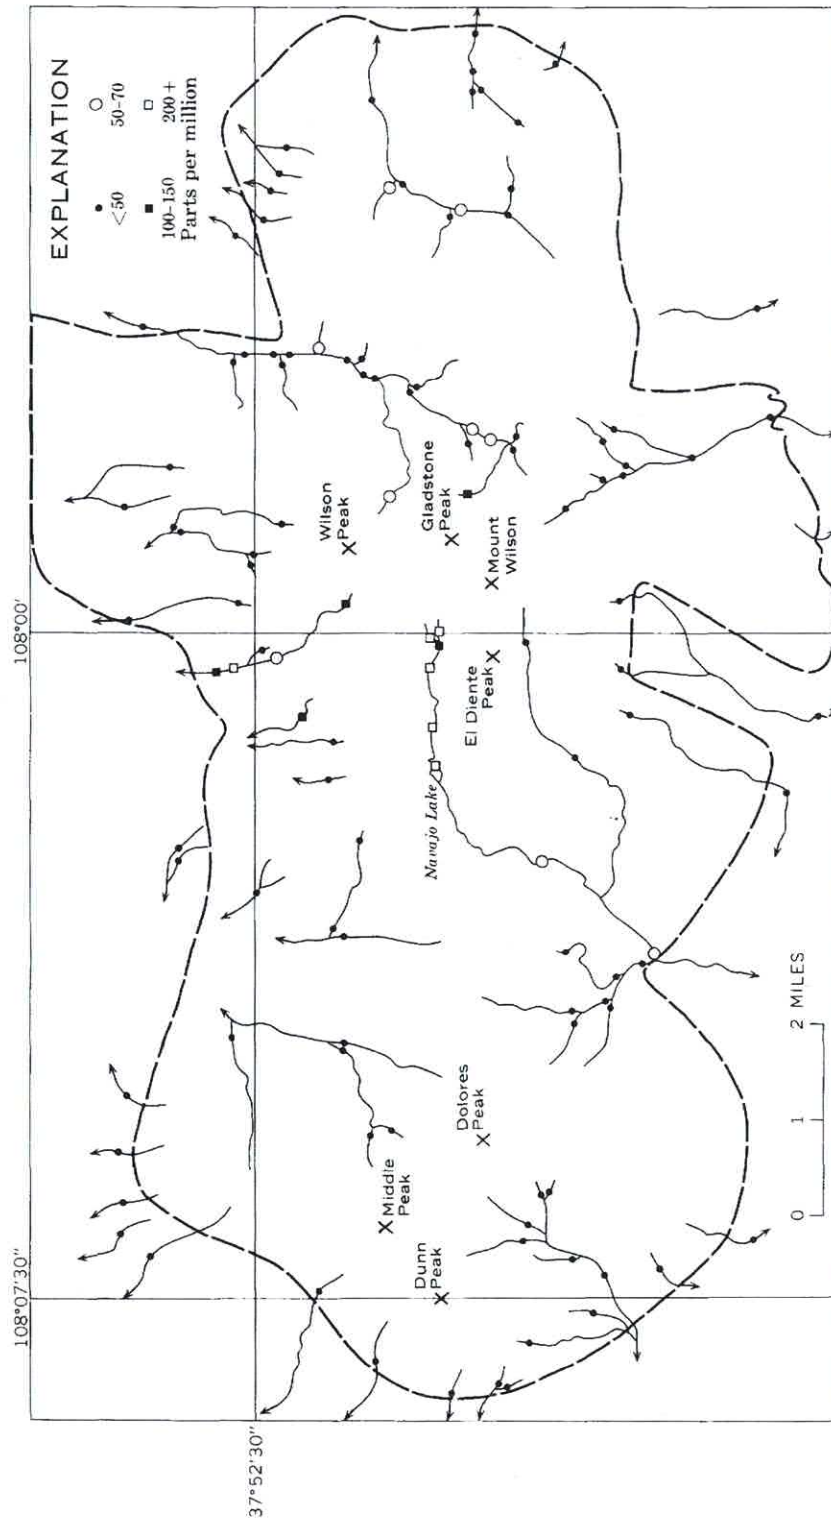 108°07'30"
108°00'
37°52'30"
EXPLANATION
<50
50-70
100-150
200+
Parts per million
Wilson
Peak
Gladstone
Peak
Mount
Wilson
El Diente
Peak
Navajo Lake
Dolores
Peak
Middle
Peak
Dunn
Peak
0 1 2 MILES